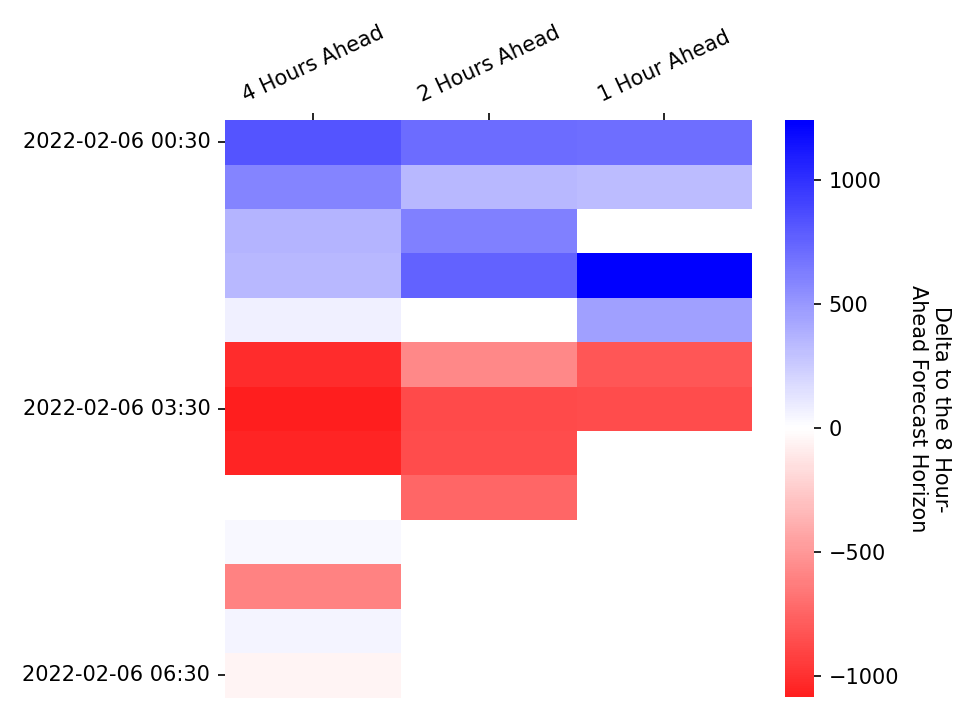 4 Hours Ahead
2 Hours Ahead
1 Hour Ahead
2022-02-06 00:30
2022-02-06 03:30
2022-02-06 06:30
1000
500
0
−500
−1000
Delta to the 8 Hour-
Ahead Forecast Horizon